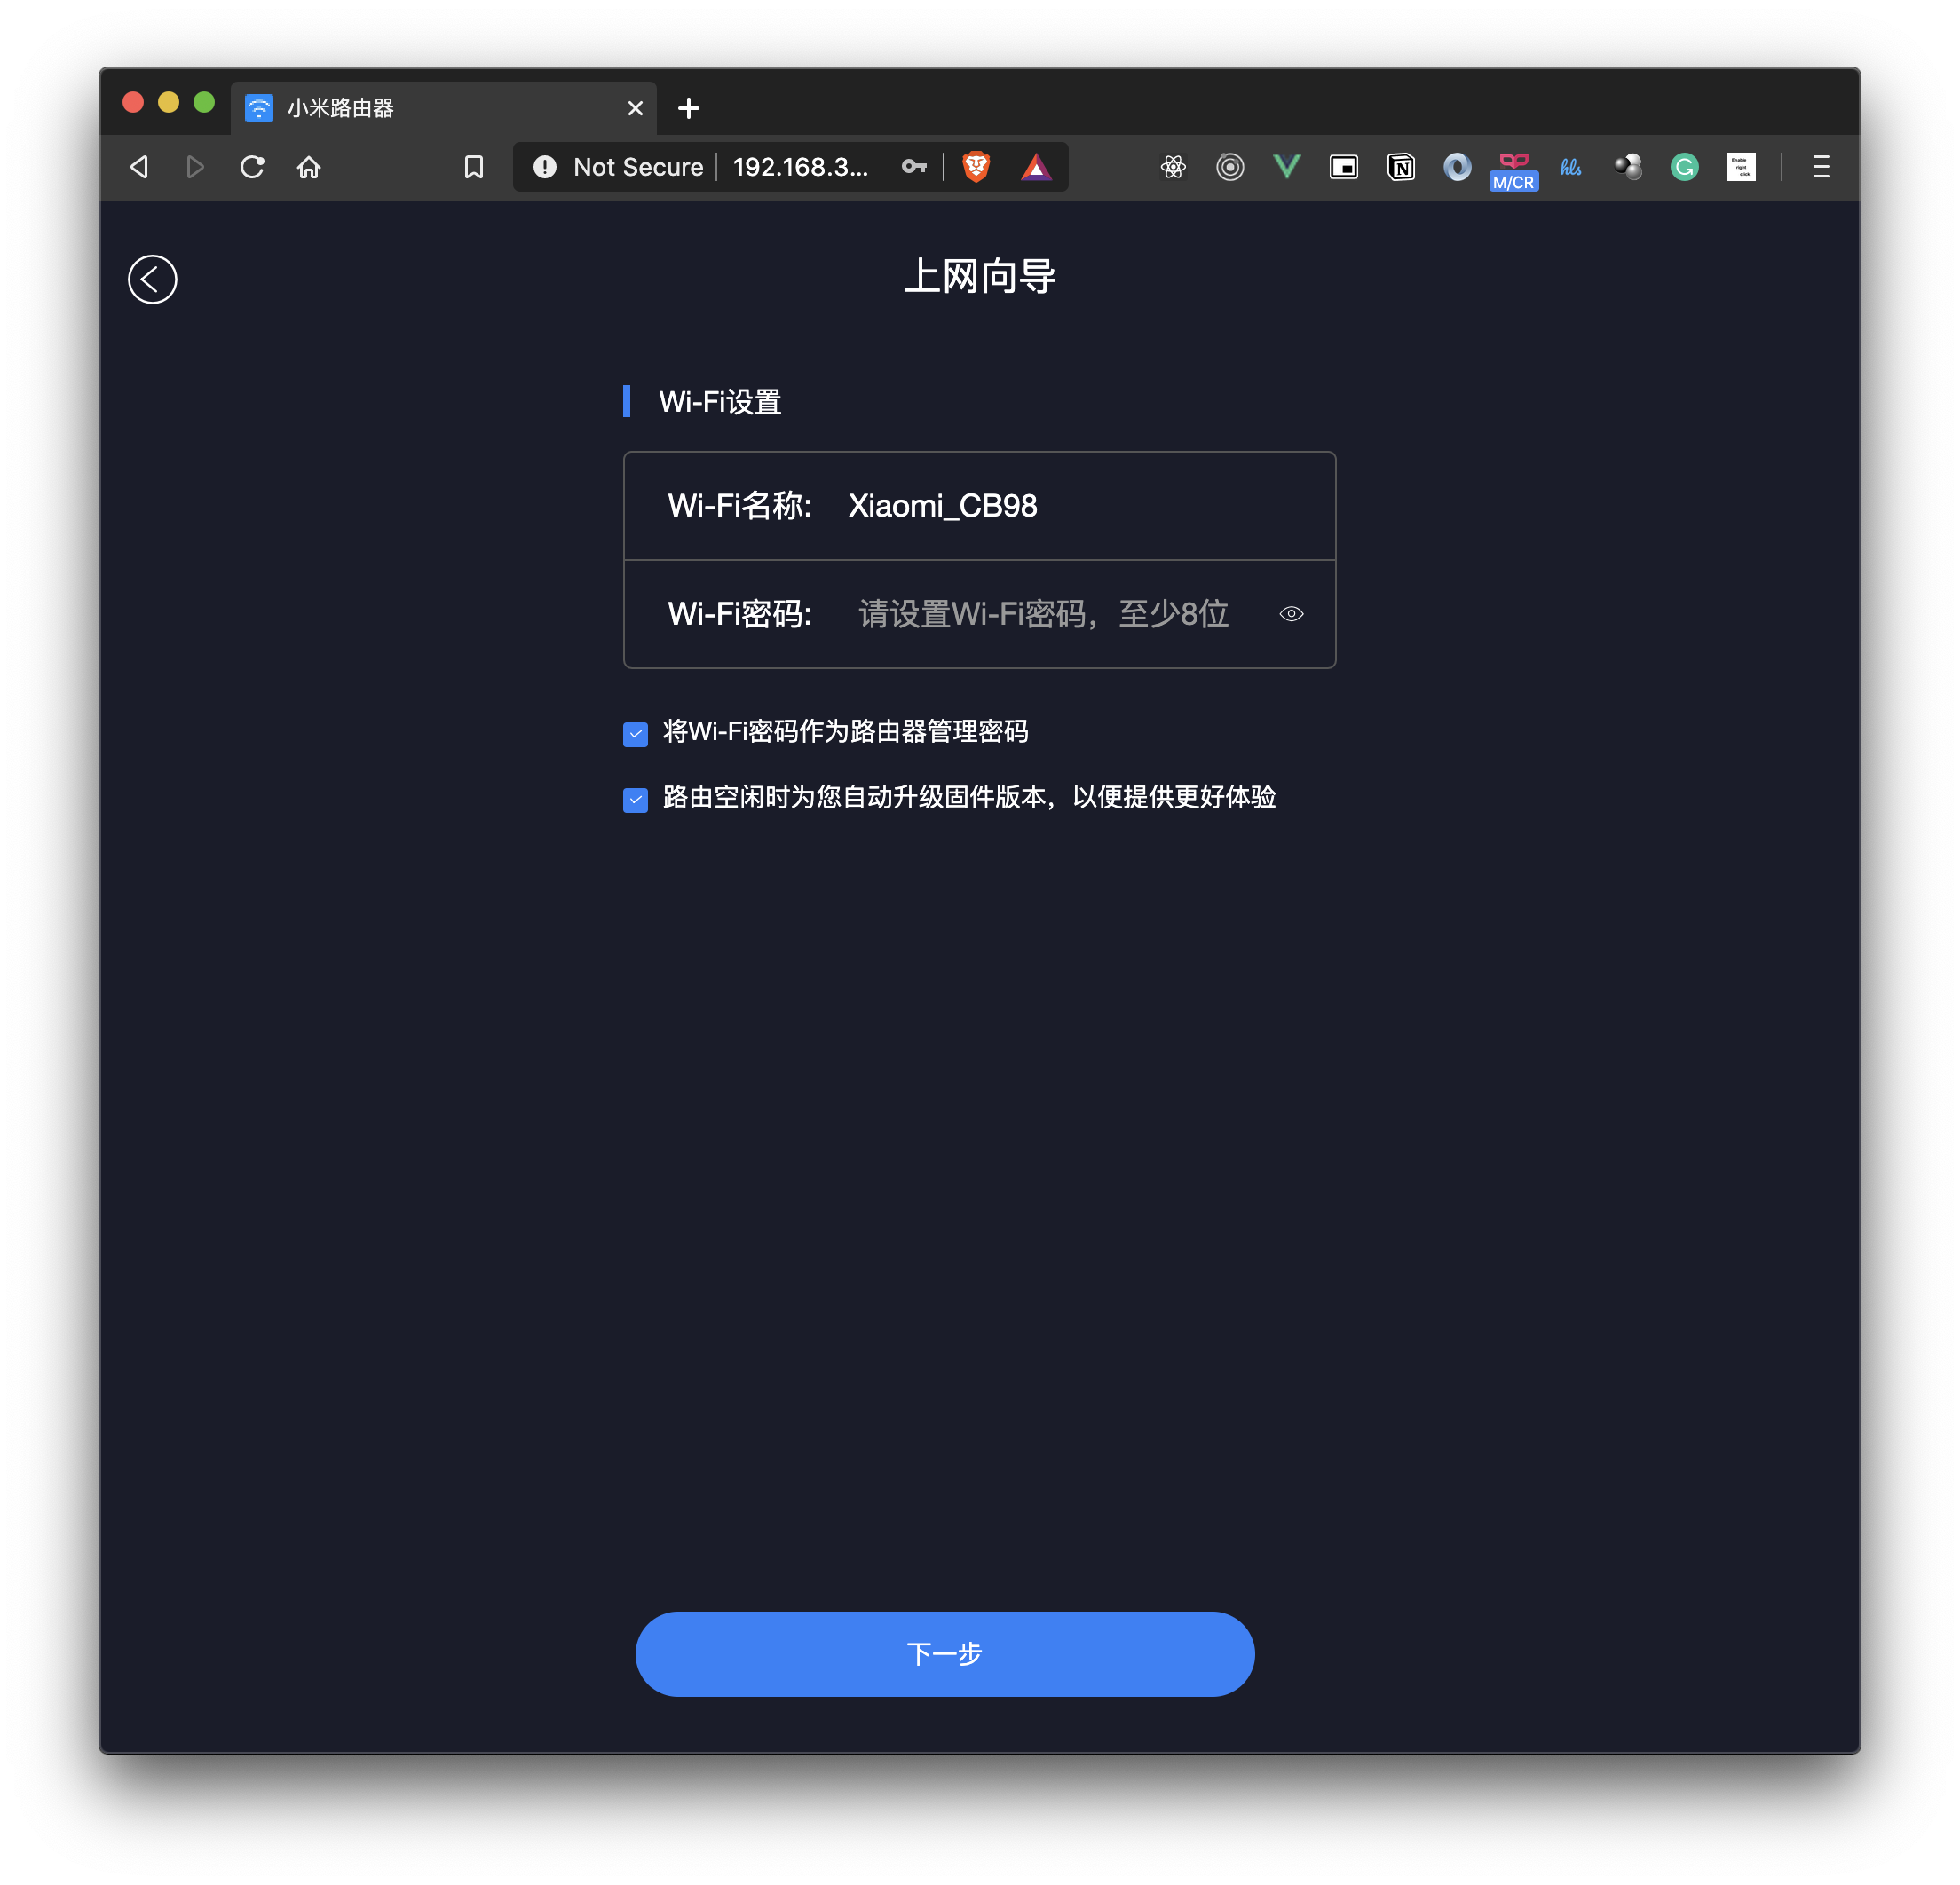 小米路由器
Not Secure 192.168.3...
M/CR
hls
Enable
right
click
上网向导
Wi-Fi设置
Wi-Fi名称: Xiaomi_CB98
Wi-Fi密码: 请设置Wi-Fi密码，至少8位
将Wi-Fi密码作为路由器管理密码
路由空闲时为您自动升级固件版本，以便提供更好体验
下一步